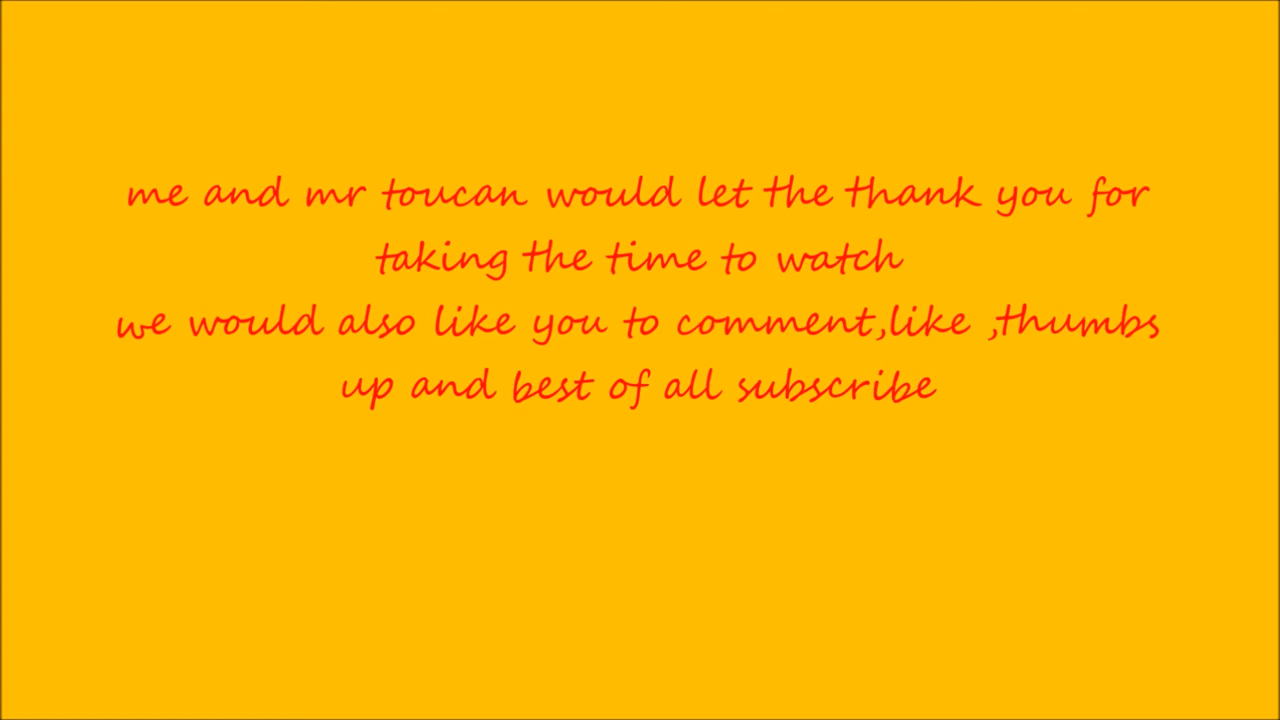 me and mr toucan would let the thank you for
taking the time to watch
we would also like you to comment,like ,thumbs
up and best of all subscribe